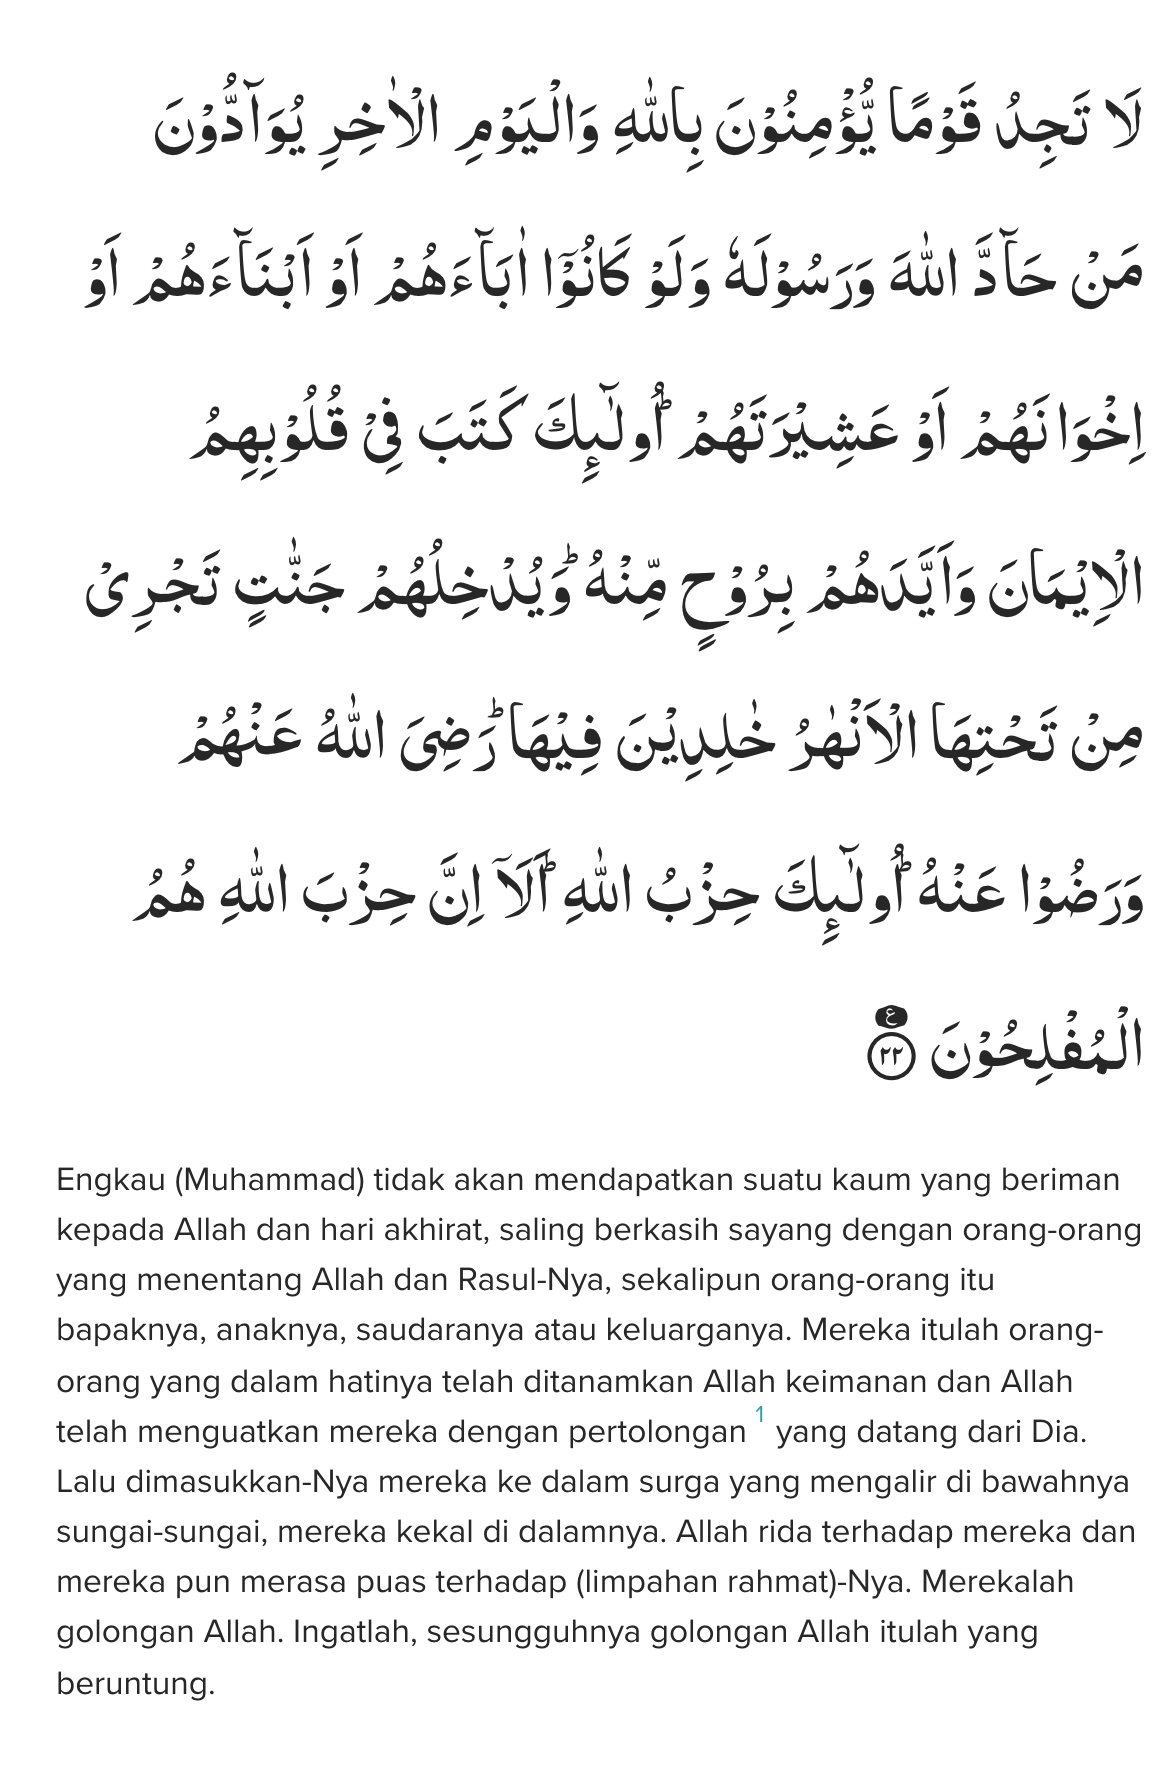 لَا تَجِدُ قَوْمًا يُّؤْمِنُوْنَ بِاللّٰهِ وَالْيَوْمِ الْاٰخِرِ يُوَاۤدُّوْنَ
مَنْ حَاۤدَّ اللّٰهَ وَرَسُوْلَهٗ وَلَوْ كَانُوْٓا اٰبَاۤءَهُمْ اَوْ اَبْنَاۤءَهُمْ اَوْ
اِخْوَانَهُمْ اَوْ عَشِيْرَتَهُمْ ۗ اُولٰۤىِٕكَ كَتَبَ فِيْ قُلُوْبِهِمُ
الْاِيْمَانَ وَاَيَّدَهُمْ بِرُوْحٍ مِّنْهُ ۗ وَيُدْخِلُهُمْ جَنّٰتٍ تَجْرِيْ
مِنْ تَحْتِهَا الْاَنْهٰرُ خٰلِدِيْنَ فِيْهَا ۗ رَضِيَ اللّٰهُ عَنْهُمْ
وَرَضُوْا عَنْهُ ۗ اُولٰۤىِٕكَ حِزْبُ اللّٰهِ ۗ اَلَآ اِنَّ حِزْبَ اللّٰهِ هُمُ
الْمُفْلِحُوْنَ ࣖ ٢٢
Engkau (Muhammad) tidak akan mendapatkan suatu kaum yang beriman
kepada Allah dan hari akhirat, saling berkasih sayang dengan orang-orang
yang menentang Allah dan Rasul-Nya, sekalipun orang-orang itu
bapaknya, anaknya, saudaranya atau keluarganya. Mereka itulah orang-
orang yang dalam hatinya telah ditanamkan Allah keimanan dan Allah
telah menguatkan mereka dengan pertolongan 1 yang datang dari Dia.
Lalu dimasukkan-Nya mereka ke dalam surga yang mengalir di bawahnya
sungai-sungai, mereka kekal di dalamnya. Allah rida terhadap mereka dan
mereka pun merasa puas terhadap (limpahan rahmat)-Nya. Merekalah
golongan Allah. Ingatlah, sesungguhnya golongan Allah itulah yang
beruntung.